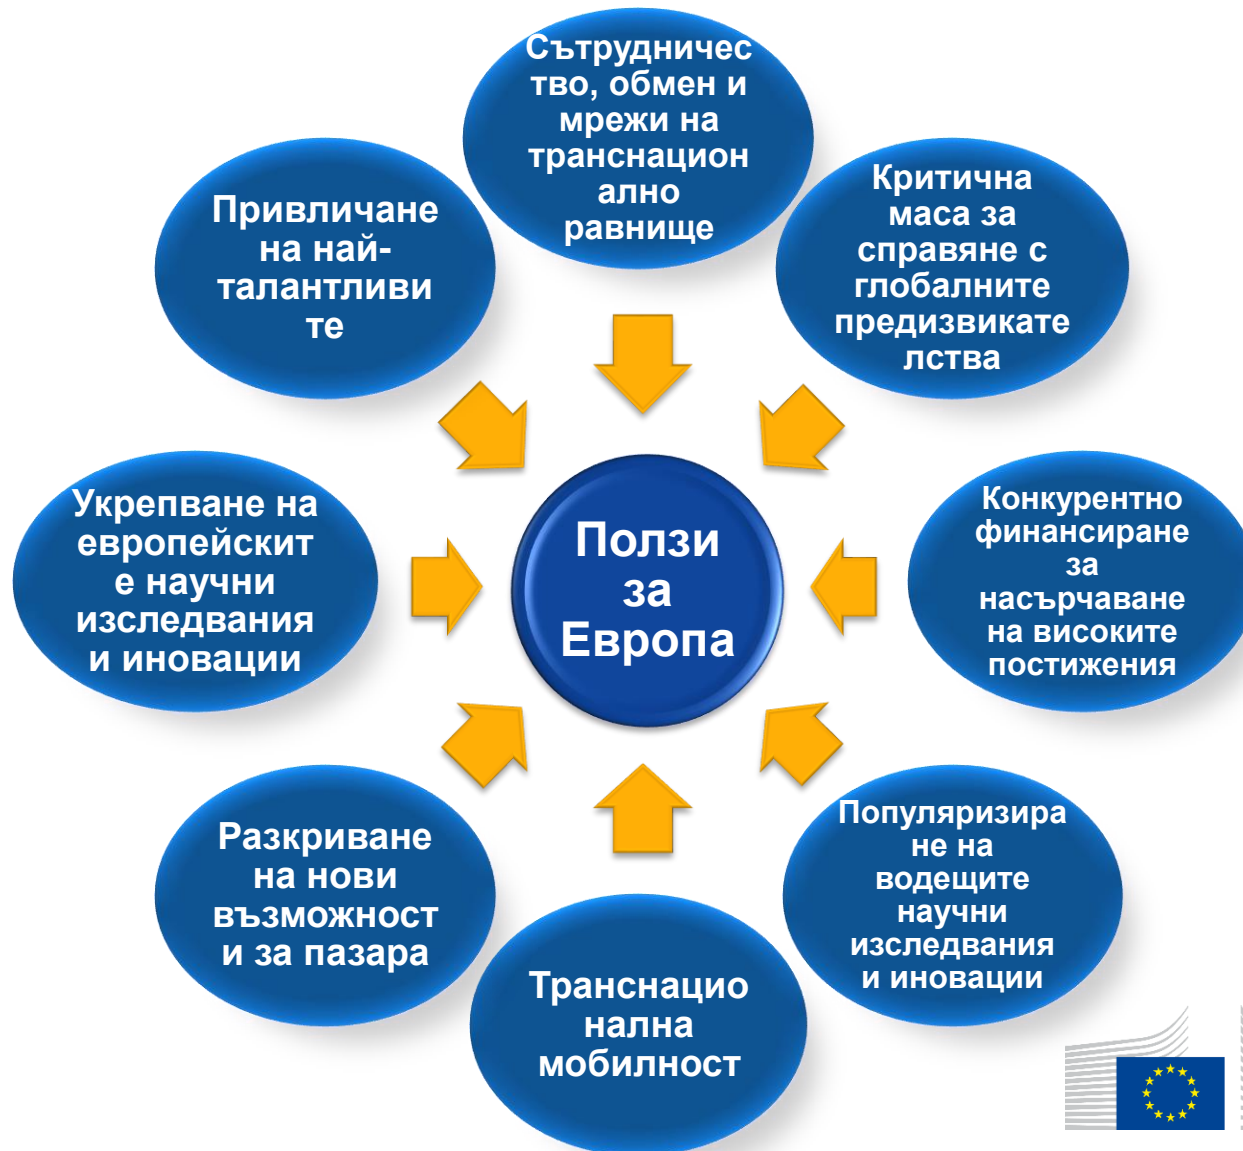 Сътрудничес
тво, обмен и
мрежи на
транснацион
ално
равнище
Критична
маса за
справяне с
глобалните
предизвикате
лства
Конкурентно
финансиране
за
насърчаване
на високите
постижения
Популяризира
не на
водещите
научни
изследвания
и иновации
Транснацио
нална
мобилност
Разкриване
на нови
възможност
и за пазара
Укрепване на
европейскит
е научни
изследвания
и иновации
Привличане
на най-
талантливи
те
Ползи
за
Европа